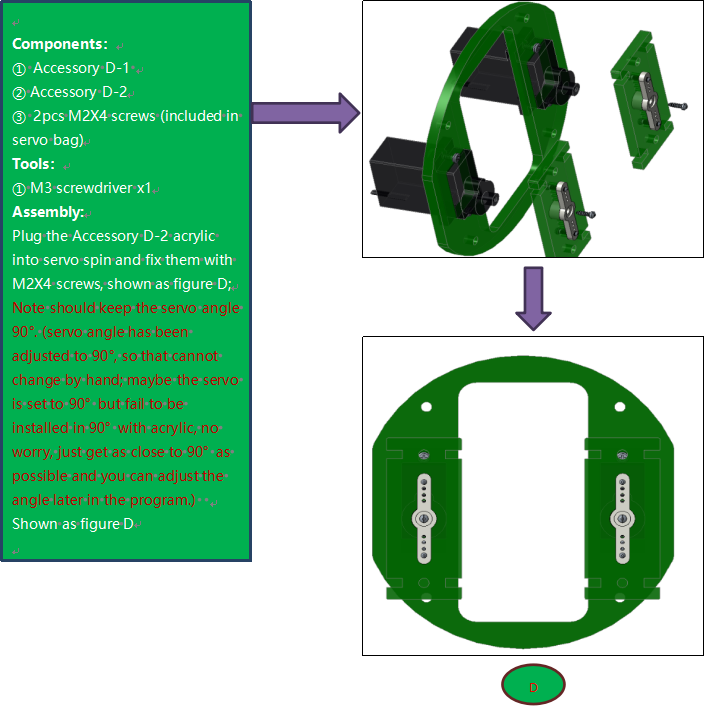 Components:
① Accessory D-1
② Accessory D-2
③ 2pcs M2X4 screws (included in
servo bag)
Tools:
① M3 screwdriver x1
Assembly:
Plug the Accessory D-2 acrylic
into servo spin and fix them with
M2X4 screws, shown as figure D;
Note should keep the servo angle
90°. (servo angle has been
adjusted to 90°, so that cannot
change by hand; maybe the servo
is set to 90° but fail to be
installed in 90° with acrylic, no
worry, just get as close to 90° as
possible and you can adjust the
angle later in the program.)
Shown as figure D
D